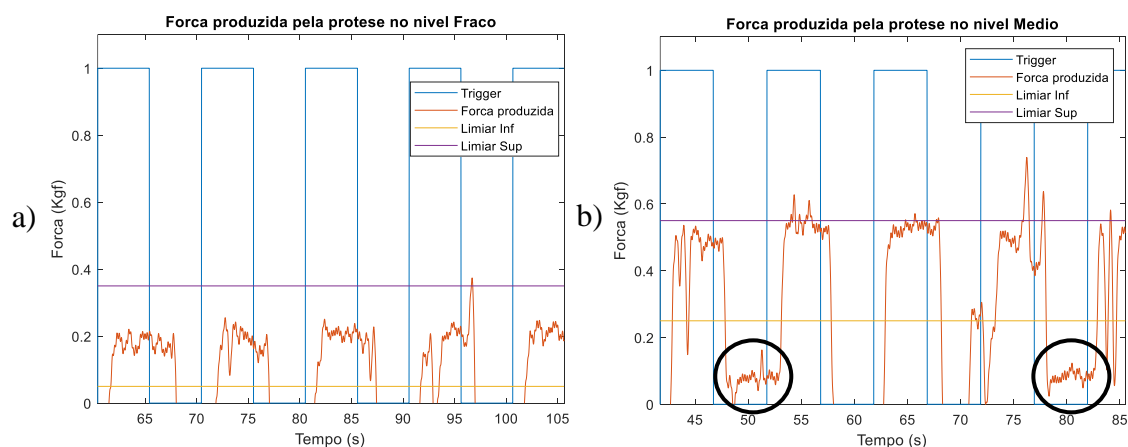 a)
Forca produzida pela protese no nivel Fraco
Forca (Kgf)
1
0.8
0.6
0.4
0.2
0
65 70 75 80 85 90 95 100 105
Tempo (s)
Trigger
Forca produzida
Limiar Inf
Limiar Sup
b)
Forca produzida pela protese no nivel Medio
Forca (Kgf)
1
0.8
0.6
0.4
0.2
0
45 50 55 60 65 70 75 80 85
Tempo (s)
Trigger
Forca produzida
Limiar Inf
Limiar Sup